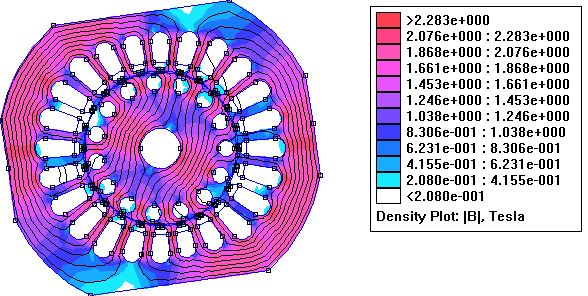 >2.283e+000
2.076e+000 : 2.283e+000
1.868e+000 : 2.076e+000
1.661e+000 : 1.868e+000
1.453e+000 : 1.661e+000
1.246e+000 : 1.453e+000
1.038e+000 : 1.246e+000
8.306e-001 : 1.038e+000
6.231e-001 : 8.306e-001
4.155e-001 : 6.231e-001
2.080e-001 : 4.155e-001
<2.080e-001
Density Plot: |B|, Tesla